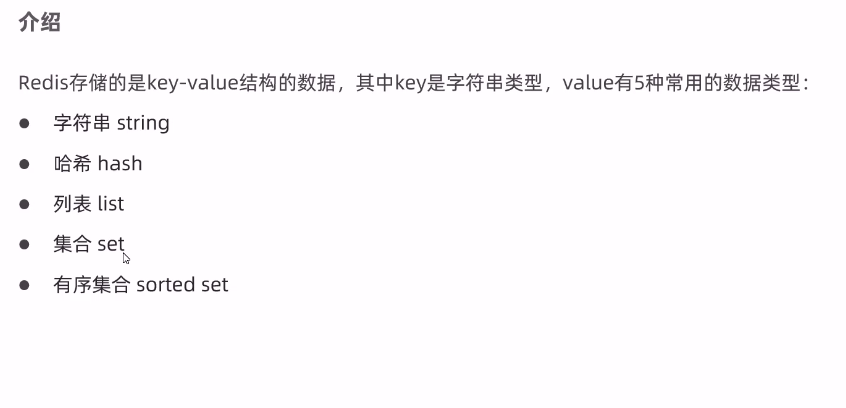 介绍
Redis存储的是key-value结构的数据，其中key是字符串类型，value有5种常用的数据类型：
● 字符串 string
● 哈希 hash
● 列表 list
● 集合 set
● 有序集合 sorted set